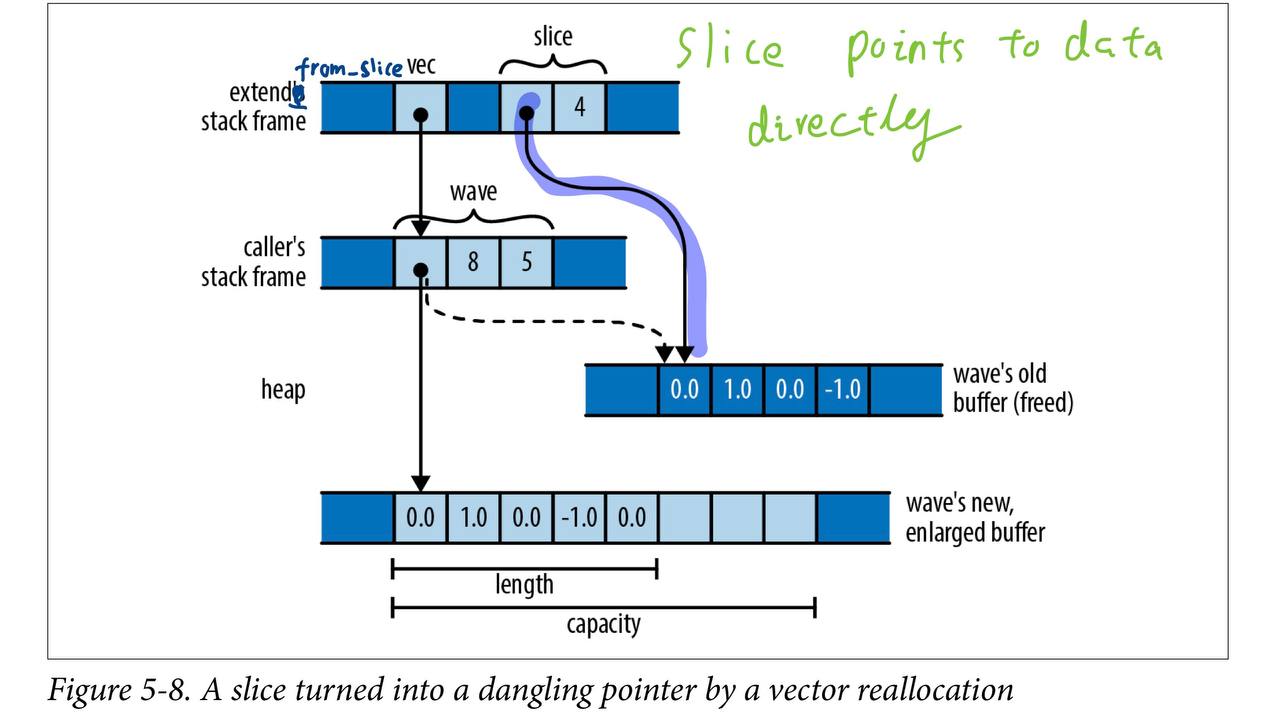 slice
Slice points to data
directly
from_slice vec
extend's
stack frame
4
wave
caller's
stack frame
8 5
heap
0.0 1.0 0.0 -1.0
wave's old
buffer (freed)
0.0 1.0 0.0 -1.0 0.0
wave's new,
enlarged buffer
length
capacity
Figure 5-8. A slice turned into a dangling pointer by a vector reallocation